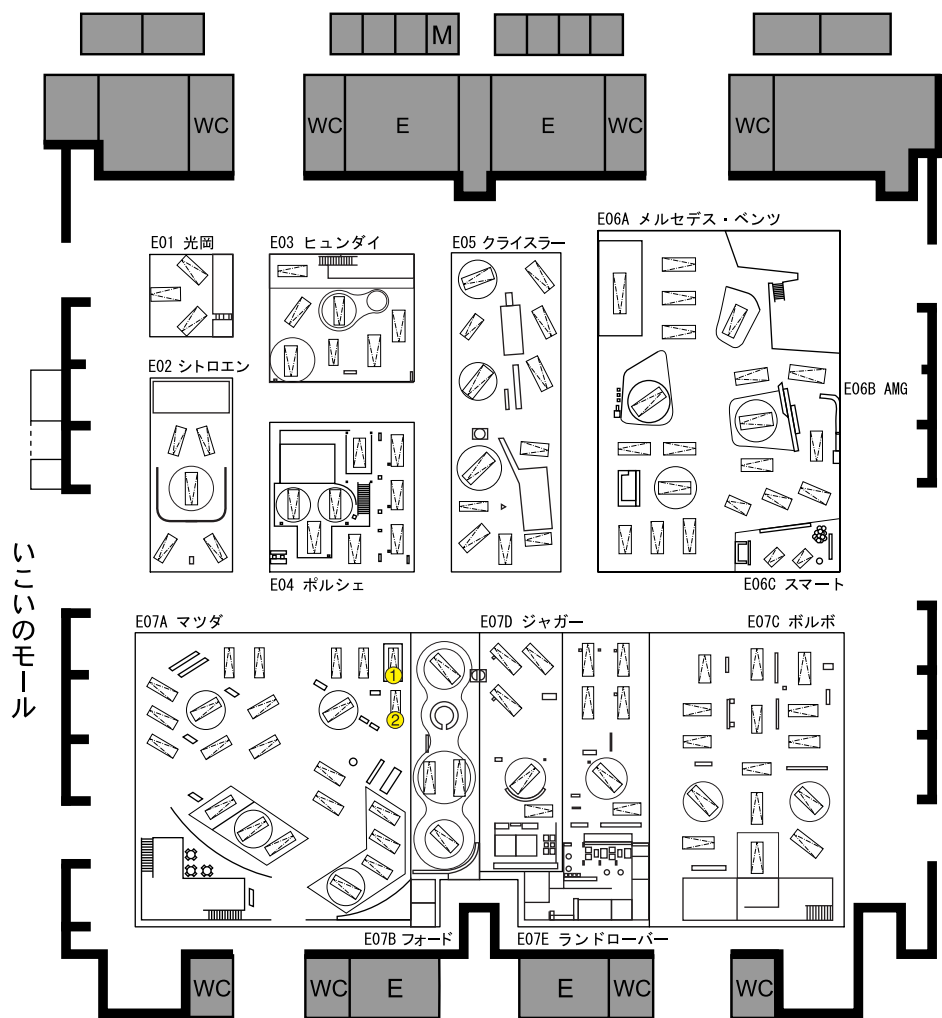 M
WC
WC
E
E
WC
WC
E06A メルセデス・ベンツ
E01 光岡
E03 ヒュンダイ
E05 クライスラー
E02 シトロエン
E06B AMG
いこいのモール
E04 ポルシェ
E06C スマート
E07A マツダ
E07D ジャガー
E07C ボルボ
1
2
E07B フォード
E07E ランドローバー
WC
WC
E
E
WC
WC